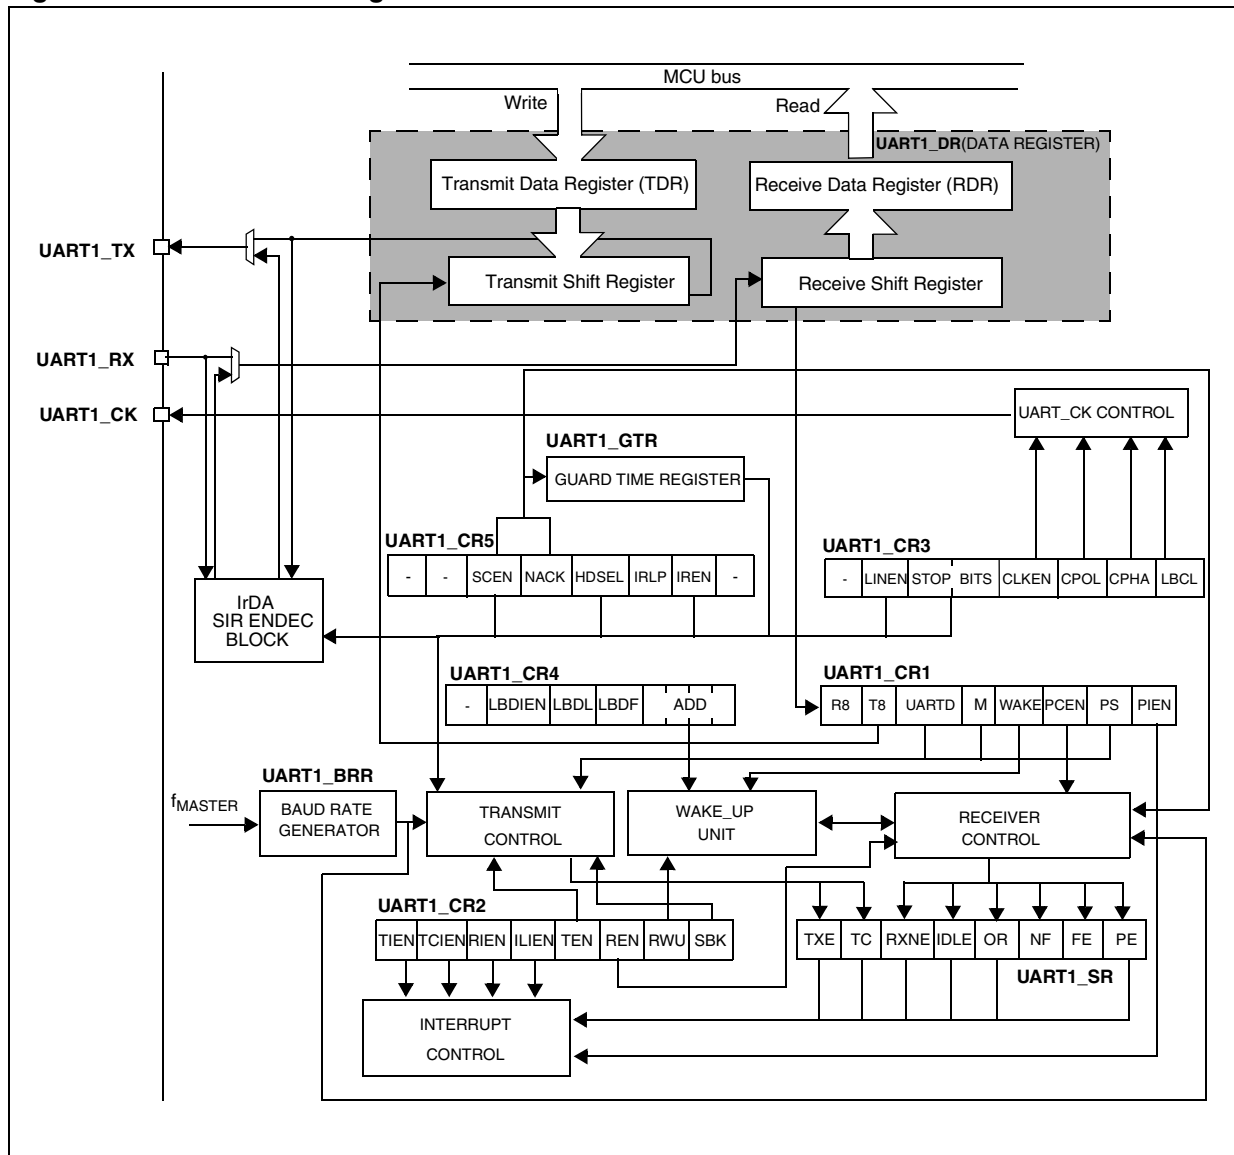 MCU bus
Write
Read
UART1_DR(DATA REGISTER)
Transmit Data Register (TDR)
Receive Data Register (RDR)
UART1_TX
Transmit Shift Register
Receive Shift Register
UART1_RX
UART1_CK
UART_CK CONTROL
UART1_GTR
GUARD TIME REGISTER
UART1_CR5
- - SCEN NACK HDSEL IRLP IREN -
UART1_CR3
- LINEN STOP BITS CLKEN CPOL CPHA LBCL
IrDA
SIR ENDEC
BLOCK
UART1_CR4
- LBDIEN LBDL LBDF ADD
UART1_CR1
R8 T8 UARTD M WAKE PCEN PS PIEN
UART1_BRR
fMASTER
BAUD RATE
GENERATOR
TRANSMIT
CONTROL
WAKE_UP
UNIT
RECEIVER
CONTROL
UART1_CR2
TIEN TCIEN RIEN ILIEN TEN REN RWU SBK
TXE TC RXNE IDLE OR NF FE PE
UART1_SR
INTERRUPT
CONTROL